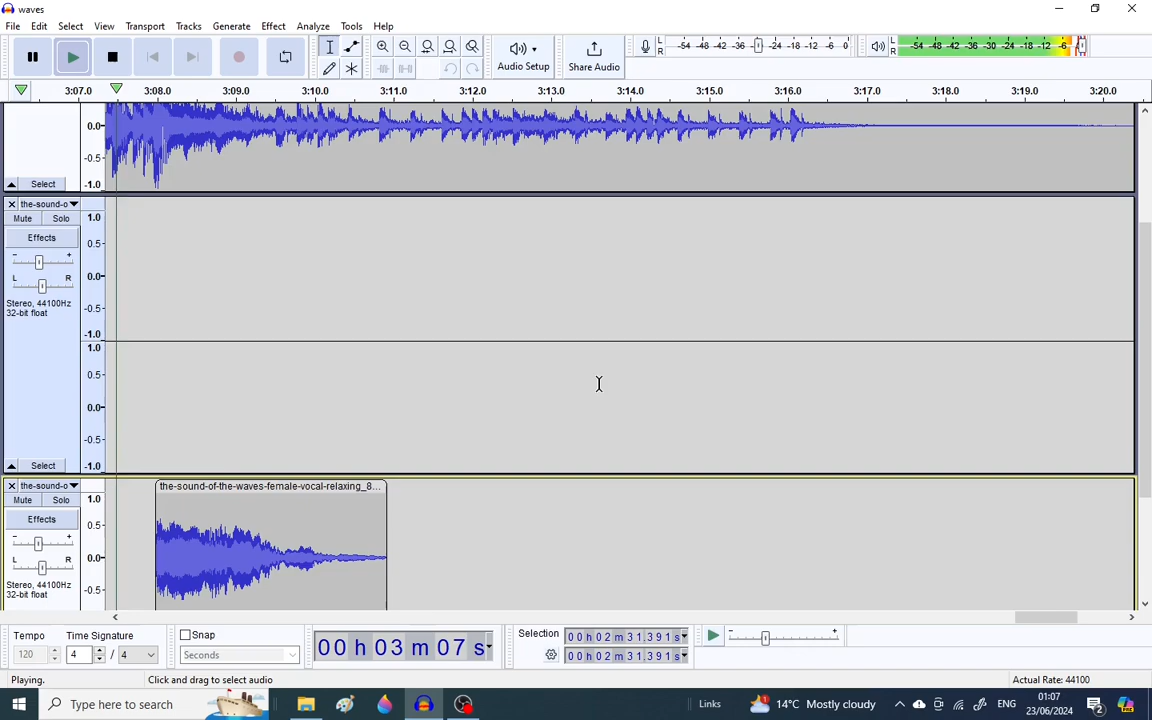 waves
File Edit Select View Transport Tracks Generate Effect Analyze Tools Help
Audio Setup
Share Audio
L R -54 -48 -42 -36 -30 -24 -18 -12 -6 0
L R -54 -48 -42 -36 -30 -24 -18 -12 -6
3:07.0 3:08.0 3:09.0 3:10.0 3:11.0 3:12.0 3:13.0 3:14.0 3:15.0 3:16.0 3:17.0 3:18.0 3:19.0 3:20.0
0.0
-0.5
Select -1.0
the-sound-o
Mute Solo 1.0
Effects
0.5
- +
L R 0.0
Stereo, 44100Hz
32-bit float -0.5
-1.0
1.0
0.5
0.0
-0.5
Select -1.0
the-sound-o the-sound-of-the-waves-female-vocal-relaxing_8...
Mute Solo 1.0
Effects 0.5
- +
L R 0.0
Stereo, 44100Hz
32-bit float -0.5
Tempo Time Signature Snap
120 4 / 4 Seconds
00 h 03 m 07 s
Selection 00 h 02 m 31.391 s
00 h 02 m 31.391 s
- +
Playing. Click and drag to select audio Actual Rate: 44100
Type here to search Links 14°C Mostly cloudy ENG 01:07
23/06/2024 2